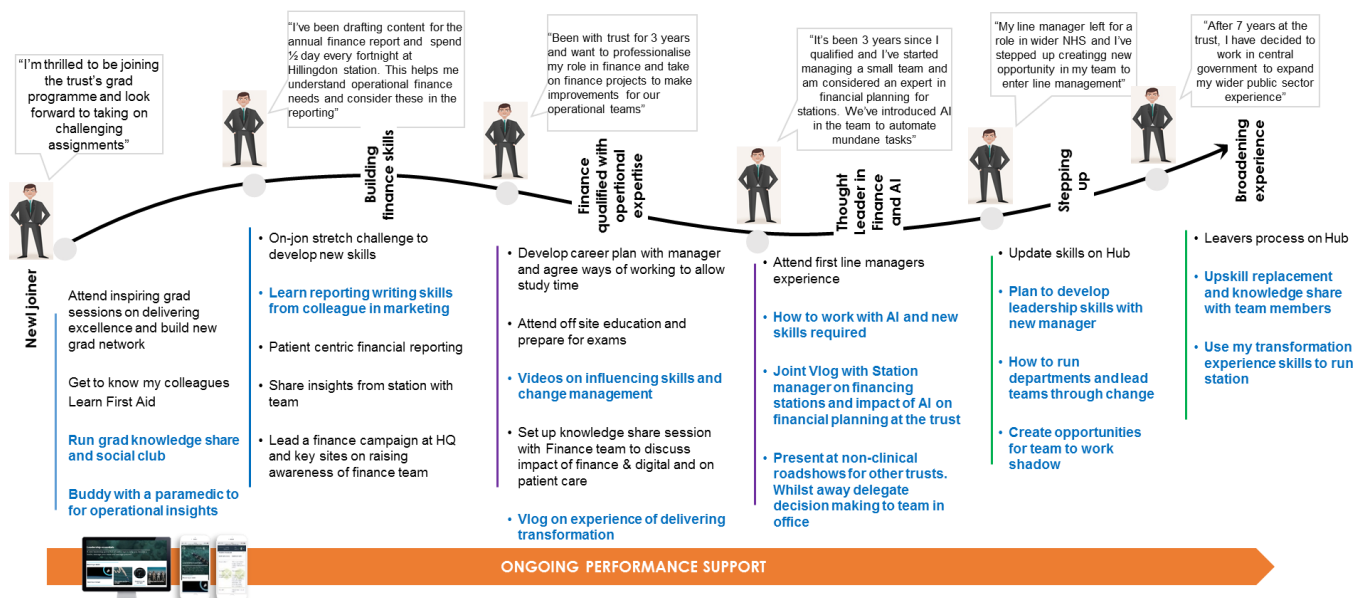 “I’m thrilled to be joining
the trust’s grad
programme and look
forward to taking on
challenging
assignments”
Newl joiner
Attend inspiring grad
sessions on delivering
excellence and build new
grad network
Get to know my colleagues
Learn First Aid
Run grad knowledge share
and social club
Buddy with a paramedic to
for operational insights
“I’ve been drafting content for the
annual finance report and spend
½ day every fortnight at
Hillingdon station. This helps me
understand operational finance
needs and consider these in the
reporting”
Building
finance skills
• On-jon stretch challenge to
develop new skills
• Learn reporting writing skills
from colleague in marketing
• Patient centric financial reporting
• Share insights from station with
team
• Lead a finance campaign at HQ
and key sites on raising
awareness of finance team
“Been with trust for 3 years
and want to professionalise
my role in finance and take
on finance projects to make
improvements for our
operational teams”
Finance
qualified with
opertional
expertise
• Develop career plan with manager
and agree ways of working to allow
study time
• Attend off site education and
prepare for exams
• Videos on influencing skills and
change management
• Set up knowledge share session
with Finance team to discuss
impact of finance & digital and on
patient care
• Vlog on experience of delivering
transformation
“It’s been 3 years since I
qualified and I’ve started
managing a small team and
am considered an expert in
financial planning for
stations. We’ve introduced AI
in the team to automate
mundane tasks”
Thought
Leader in
Finance
and AI
• Attend first line managers
experience
• How to work with AI and new
skills required
• Joint Vlog with Station
manager on financing
stations and impact of AI on
financial planning at the trust
• Present at non-clinical
roadshows for other trusts.
Whilst away delegate
decision making to team in
office
“My line manager left for a
role in wider NHS and I’ve
stepped up creatingg new
opportunity in my team to
enter line management”
Stepping
up
• Update skills on Hub
• Plan to develop
leadership skills with
new manager
• How to run
departments and lead
teams through change
• Create opportunities
for team to work
shadow
“After 7 years at the
trust, I have decided to
work in central
government to expand
my wider public sector
experience”
Broadening
experience
• Leavers process on Hub
• Upskill replacement
and knowledge share
with team members
• Use my transformation
experience skills to run
station
ONGOING PERFORMANCE SUPPORT